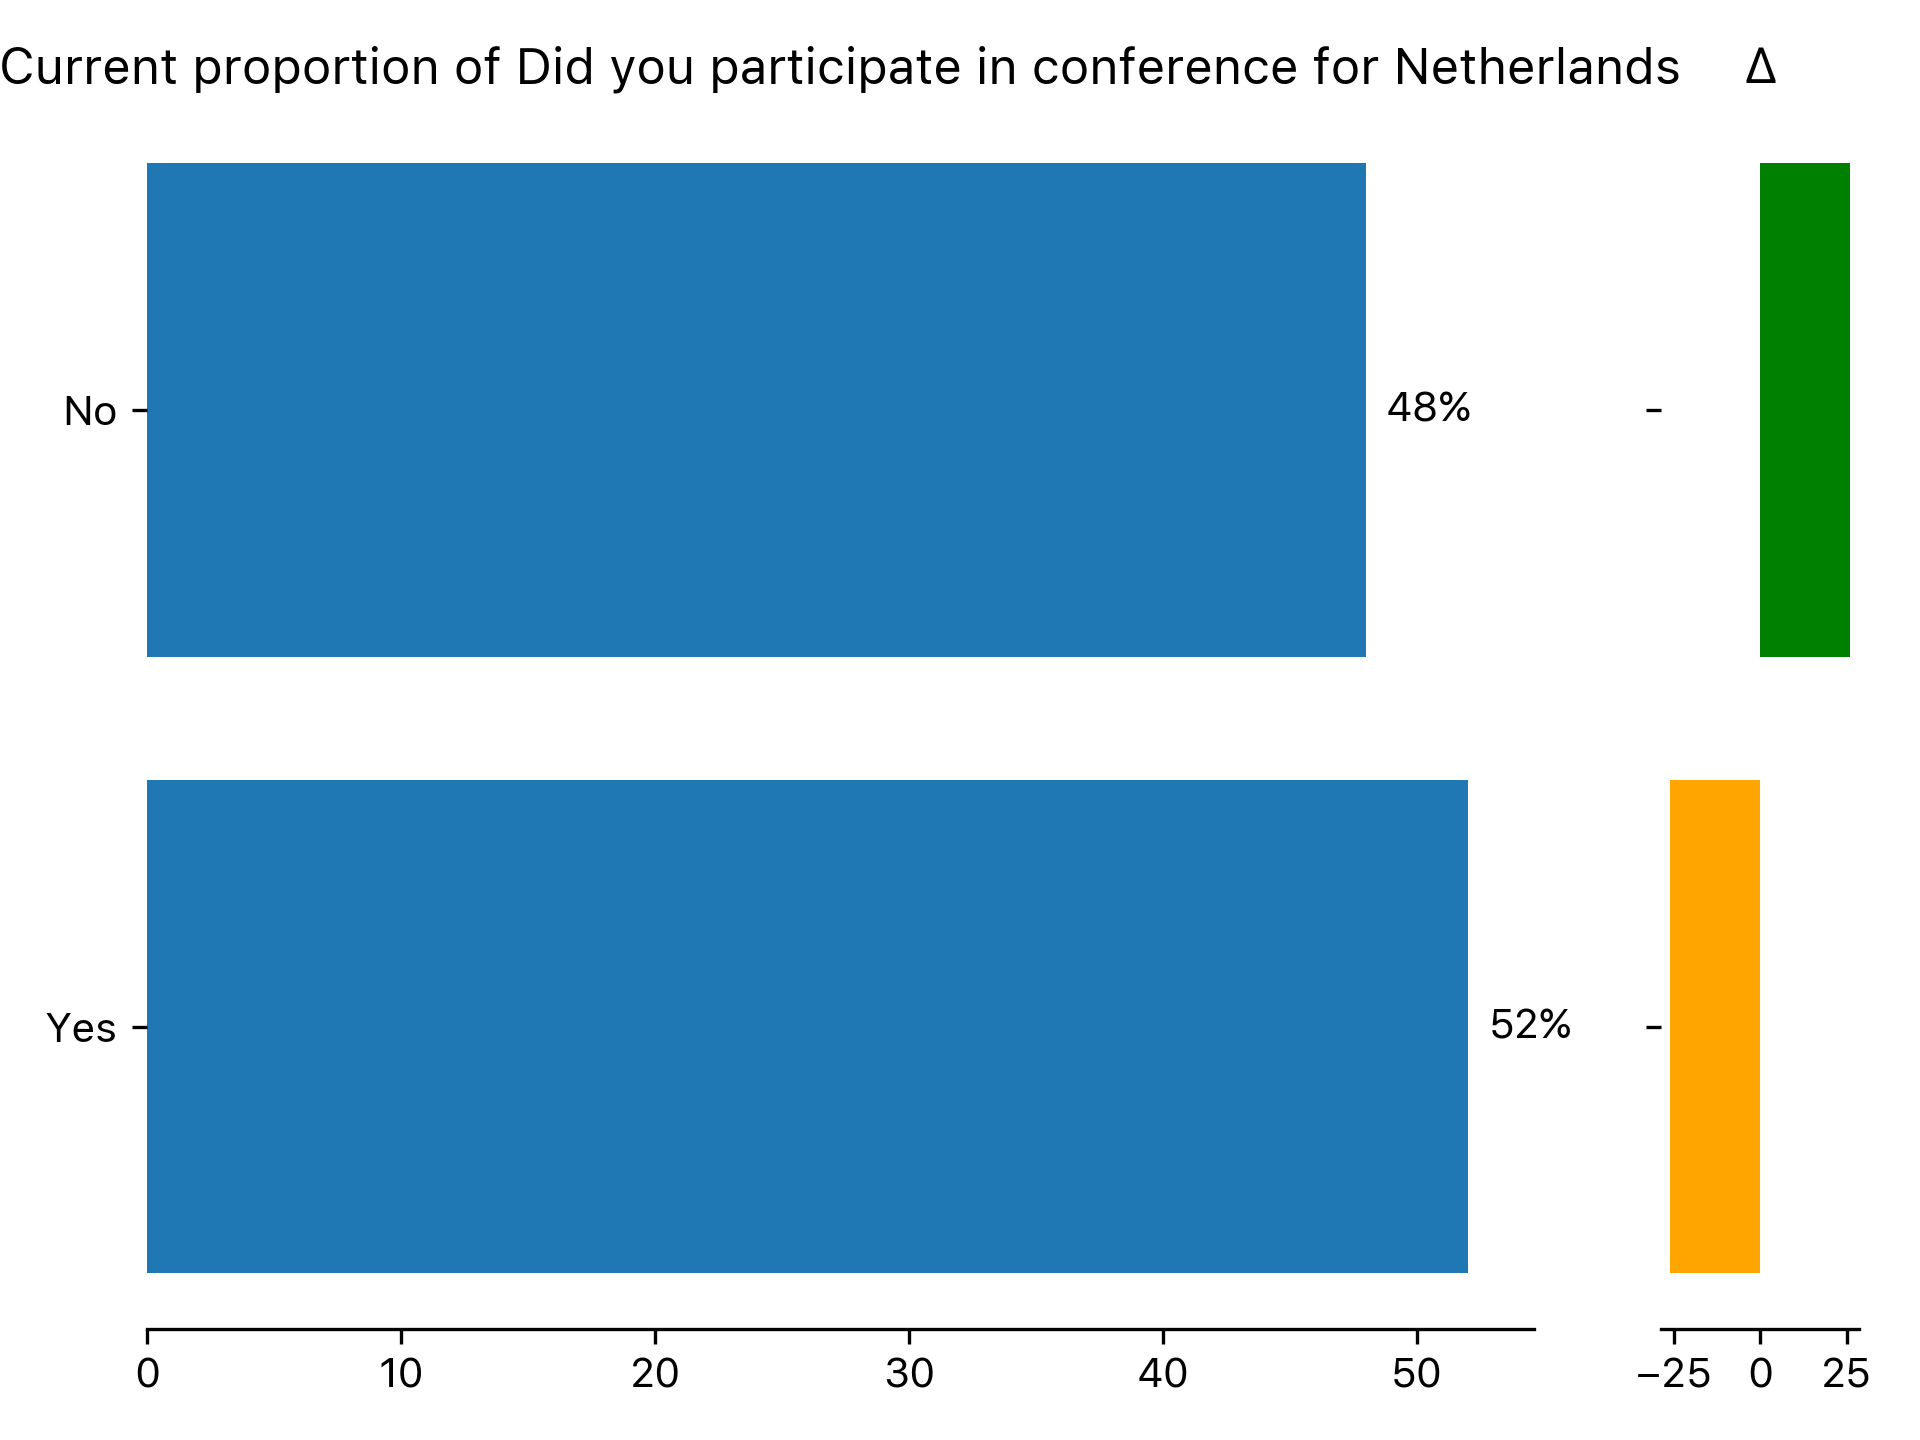 Current proportion of Did you participate in conference for Netherlands Δ
No 48%
Yes 52%
0 10 20 30 40 50 −25 0 25